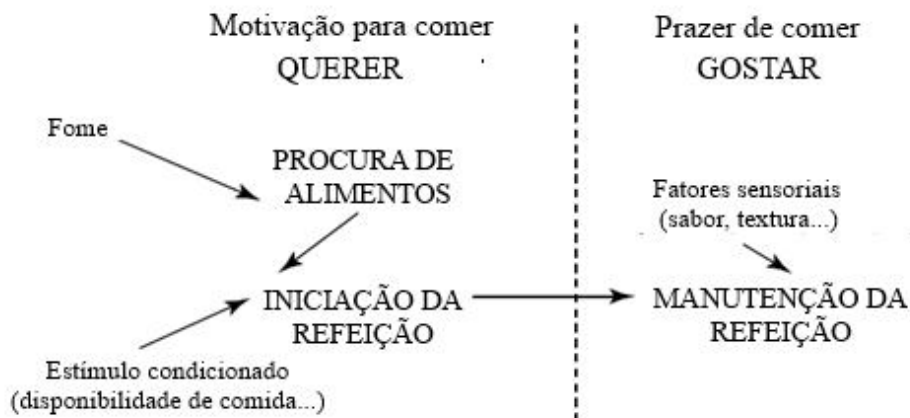 Motivação para comer
QUERER
Prazer de comer
GOSTAR
Fome
PROCURA DE
ALIMENTOS
Fatores sensoriais
(sabor, textura...)
INICIAÇÃO DA
REFEIÇÃO
MANUTENÇÃO DA
REFEIÇÃO
Estímulo condicionado
(disponibilidade de comida...)